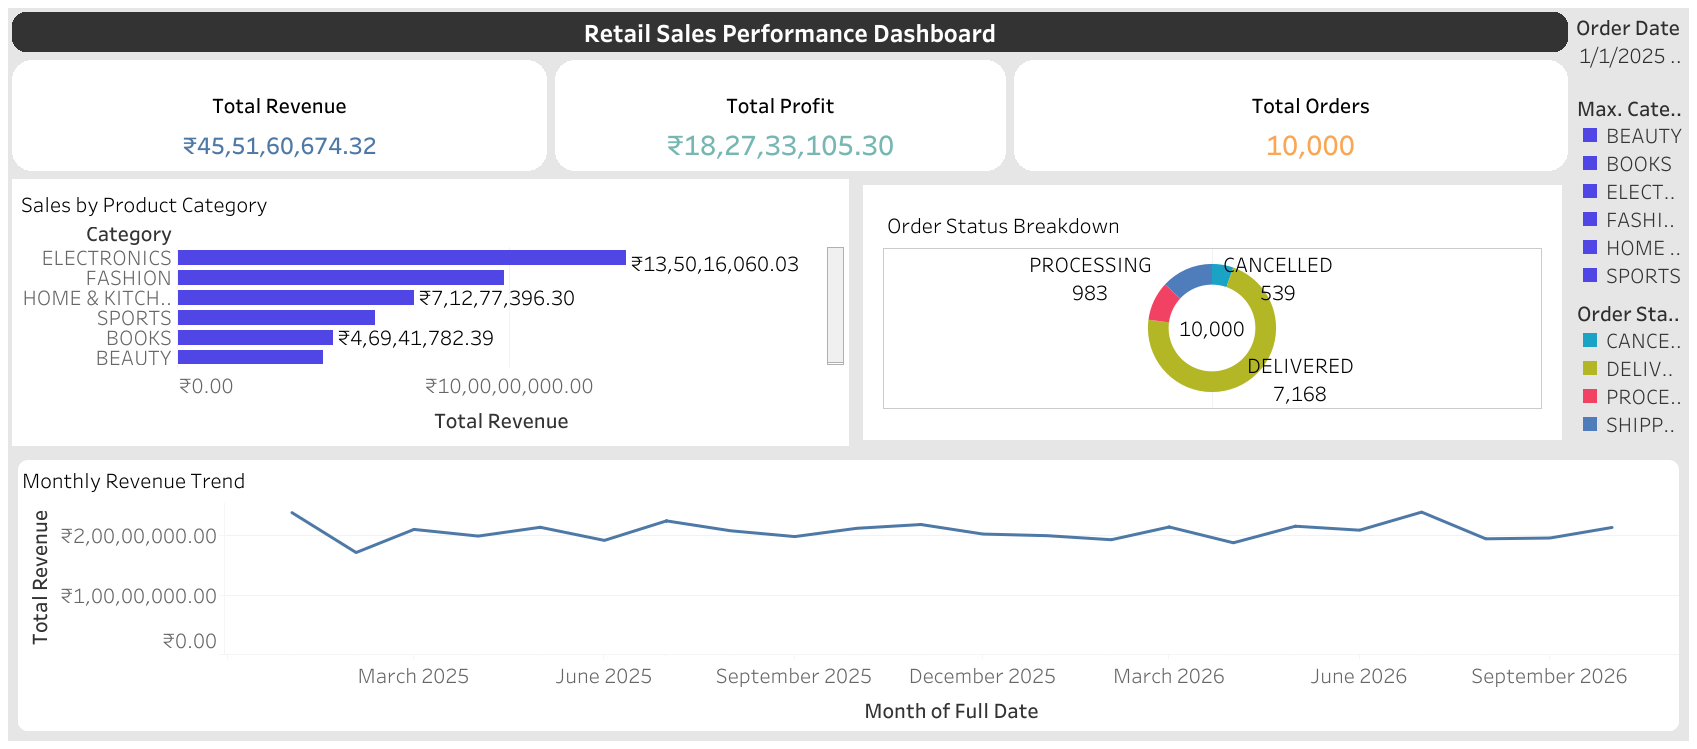 Retail Sales Performance Dashboard
Total Revenue
₹45,51,60,674.32
Total Profit
₹18,27,33,105.30
Total Orders
10,000
Order Date
1/1/2025 ..
Max. Cate..
BEAUTY
BOOKS
ELECT..
FASHI..
HOME ..
SPORTS
Order Sta..
CANCE..
DELIV..
PROCE..
SHIPP..
Sales by Product Category
Category
ELECTRONICS
₹13,50,16,060.03
FASHION
HOME & KITCH..
₹7,12,77,396.30
SPORTS
BOOKS
₹4,69,41,782.39
BEAUTY
₹0.00
₹10,00,00,000.00
Total Revenue
Order Status Breakdown
PROCESSING
983
CANCELLED
539
10,000
DELIVERED
7,168
Monthly Revenue Trend
Total Revenue
₹2,00,00,000.00
₹1,00,00,000.00
₹0.00
March 2025
June 2025
September 2025
December 2025
March 2026
June 2026
September 2026
Month of Full Date